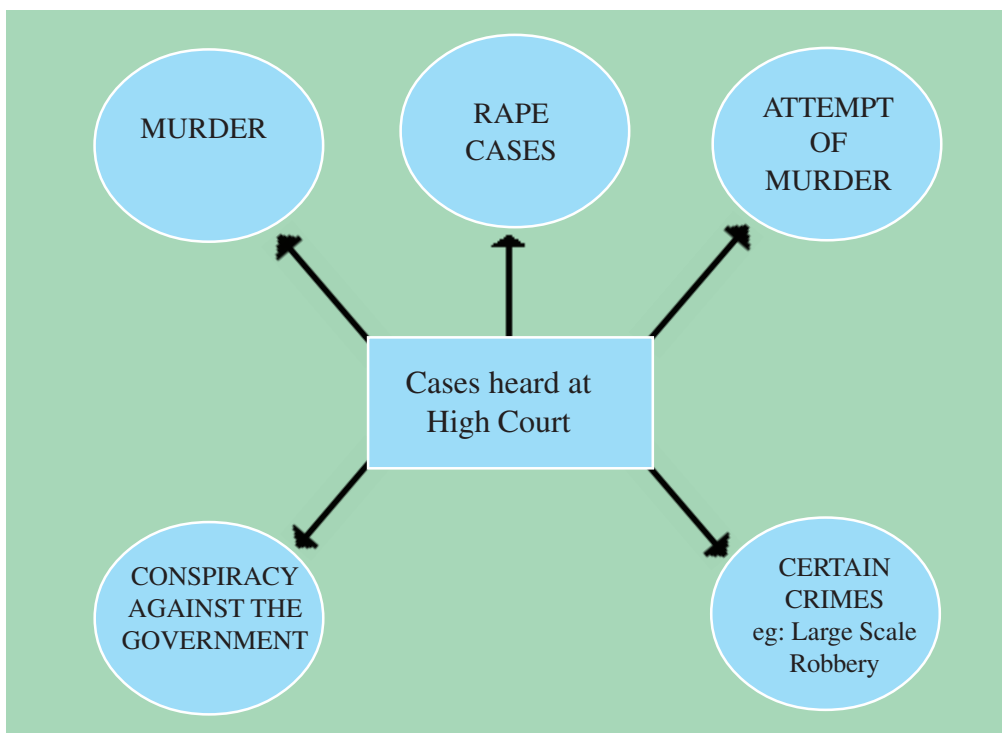 MURDER
RAPE
CASES
ATTEMPT
OF
MURDER
Cases heard at
High Court
CONSPIRACY
AGAINST THE
GOVERNMENT
CERTAIN
CRIMES
eg: Large Scale
Robbery